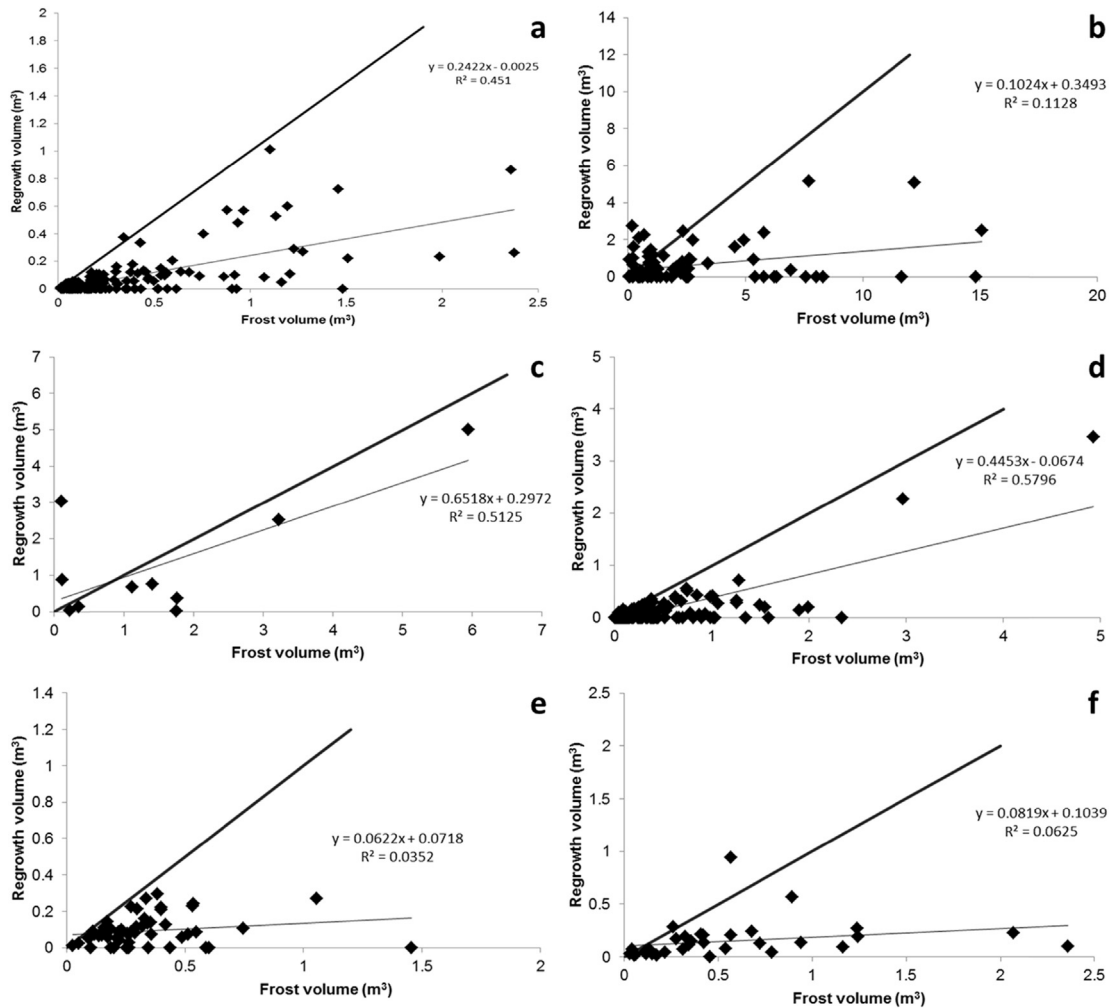 a
2
1.8
1.6
1.4
1.2
1
0.8
0.6
0.4
0.2
0
0 0.5 1 1.5 2 2.5
Regrowth volume (m³)
Frost volume (m³)
y = 0.2422x - 0.0025
R² = 0.451
b
14
12
10
8
6
4
2
0
0 5 10 15 20
Regrowth volume (m³)
Frost volume (m³)
y = 0.1024x + 0.3493
R² = 0.1128
c
7
6
5
4
3
2
1
0
0 1 2 3 4 5 6 7
Regrowth volume (m³)
Frost volume (m³)
y = 0.6518x + 0.2972
R² = 0.5125
d
5
4
3
2
1
0
0 1 2 3 4 5
Regrowth volume (m³)
Frost volume (m³)
y = 0.4453x - 0.0674
R² = 0.5796
e
1.4
1.2
1
0.8
0.6
0.4
0.2
0
0 0.5 1 1.5 2
Regrowth volume (m³)
Frost volume (m³)
y = 0.0622x + 0.0718
R² = 0.0352
f
2.5
2
1.5
1
0.5
0
0 0.5 1 1.5 2 2.5
Regrowth volume (m³)
Frost volume (m³)
y = 0.0819x + 0.1039
R² = 0.0625